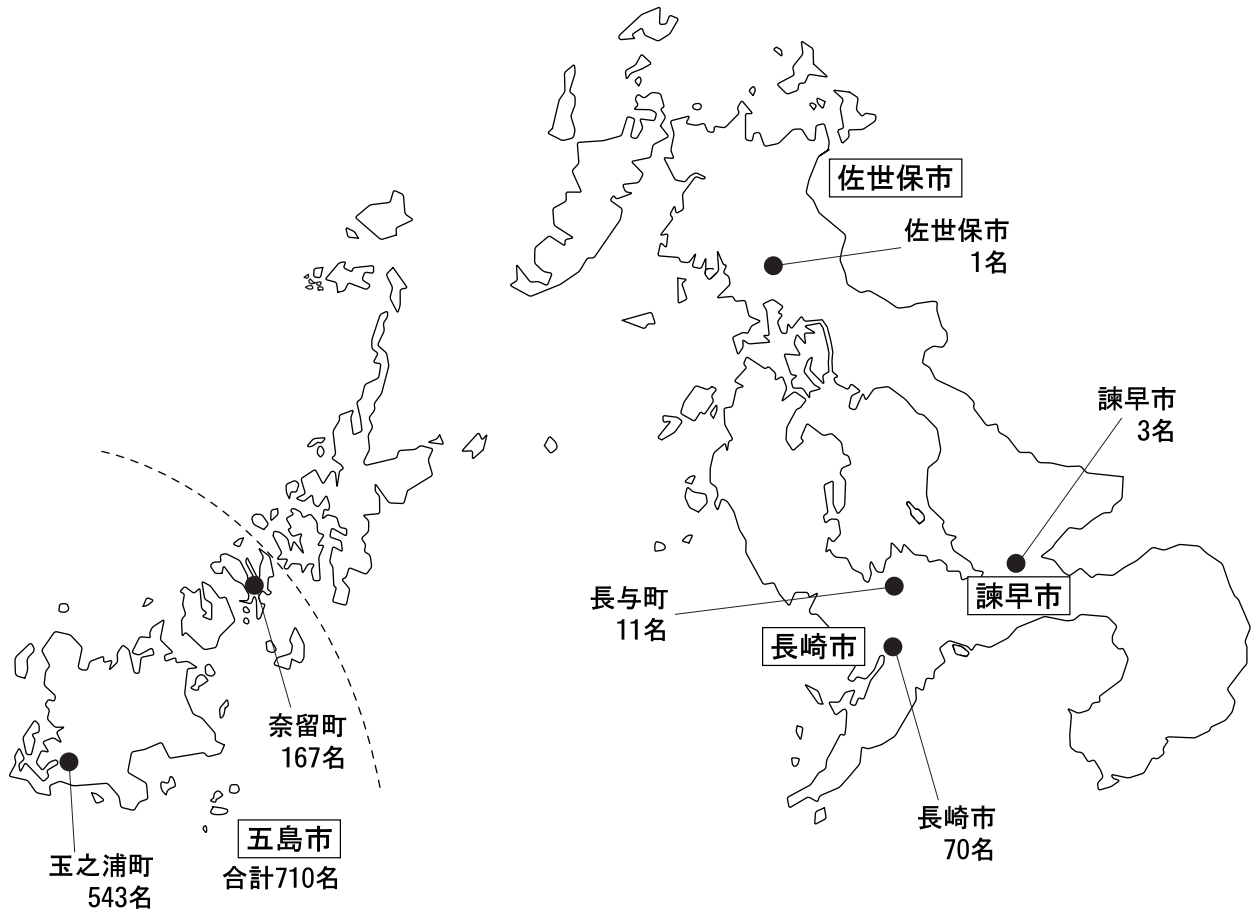 佐世保市
佐世保市
1名
諫早市
3名
長与町
11名
諫早市
長崎市
奈留町
167名
長崎市
70名
五島市
合計710名
玉之浦町
543名